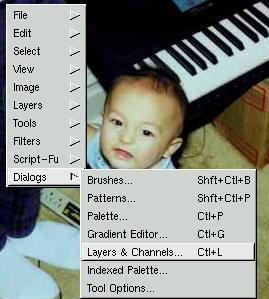 File
Edit
Select
View
Image
Layers
Tools
Filters
Script-Fu
Dialogs
Brushes... Shft+Ctl+B
Patterns... Shft+Ctl+P
Palette... Ctl+P
Gradient Editor... Ctl+G
Layers & Channels... Ctl+L
Indexed Palette...
Tool Options...